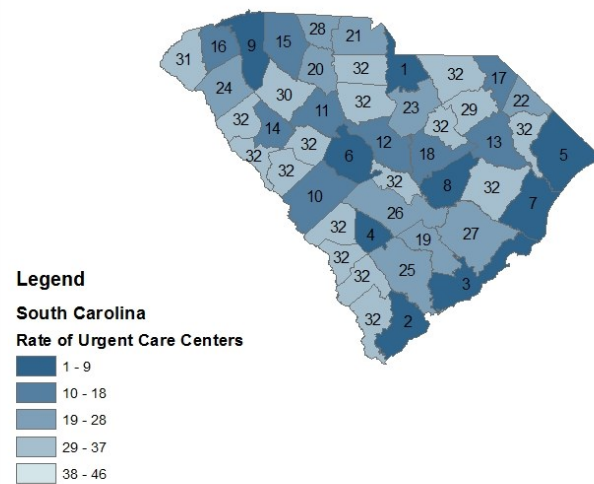 28 21
16 9 15
31 20 32 1 32 17
24 30 32 23 29 22
32 14 11 32 32
32 32 6 12 18 13 5
32 10 32 8 32 7
26
32 4 19 27
32 25
32 3
32 2
Legend
South Carolina
Rate of Urgent Care Centers
1 - 9
10 - 18
19 - 28
29 - 37
38 - 46